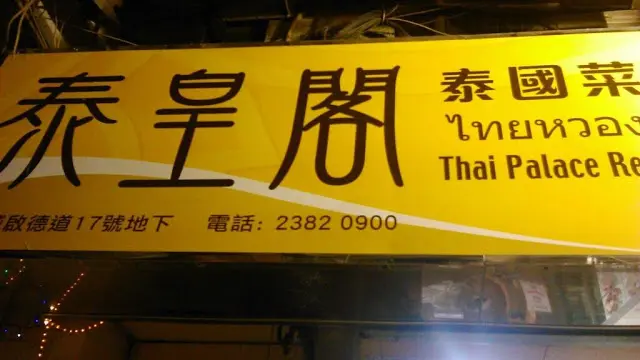 泰皇閣
泰國菜
ไทยหวอง
Thai Palace Re
啟德道17號地下 電話: 2382 0900